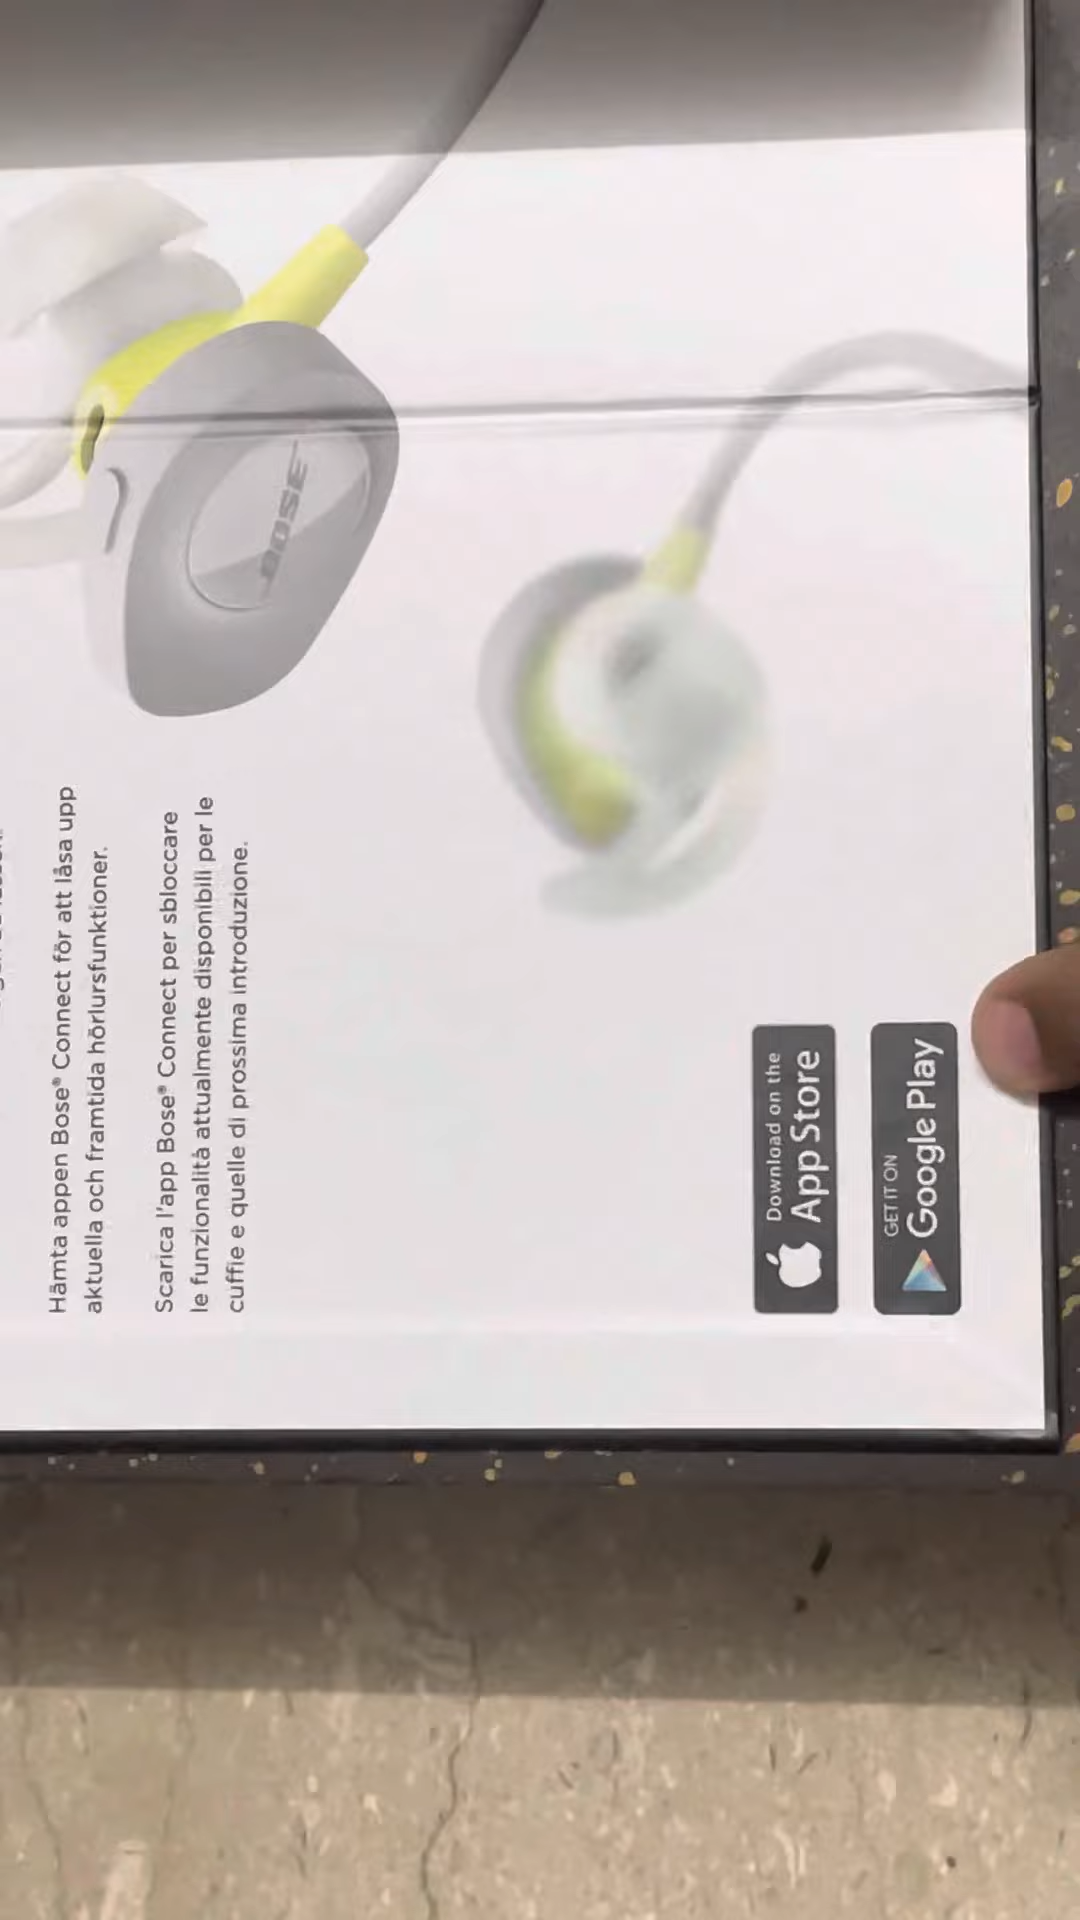 BOSE
Hämta appen Bose® Connect för att låsa upp
aktuella och framtida hörlursfunktioner.
Scarica l'app Bose® Connect per sbloccare
le funzionalità attualmente disponibili per le
cuffie e quelle di prossima introduzione.
Download on the
App Store
GET IT ON
Google Play